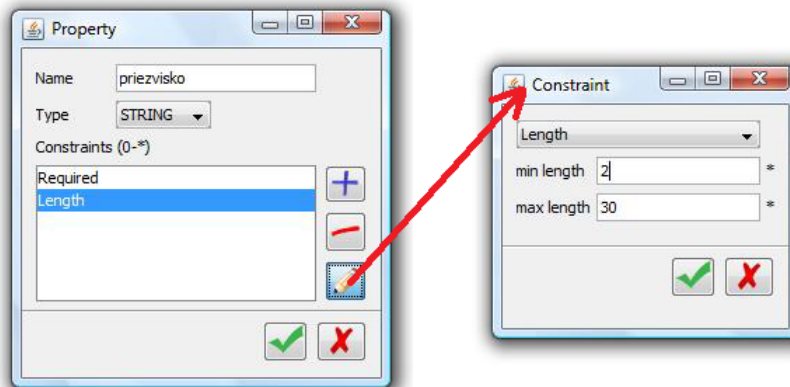 Property
Name priezvisko
Type STRING
Constraints (0-*)
Required
Length
Constraint
Length
min length 2 *
max length 30 *